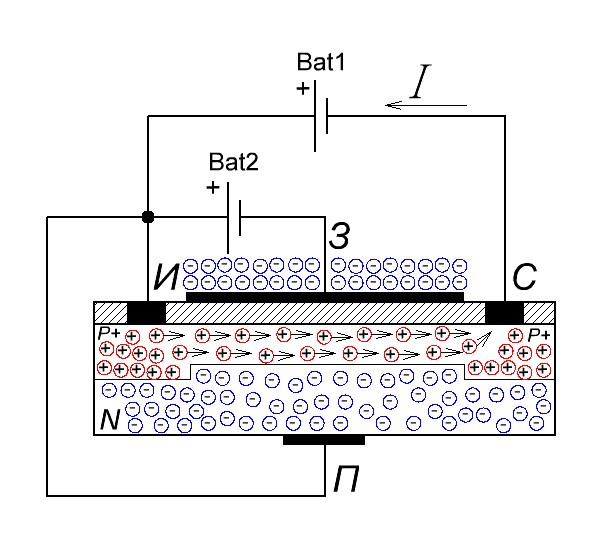 Bat1
+
I
Bat2
+
З
И
С
P+
P+
N
П